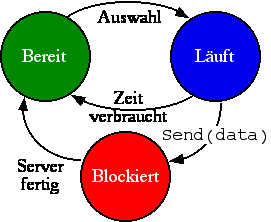 Auswahl
Bereit
Läuft
Zeit
verbraucht
Send(data)
Server
fertig
Blockiert